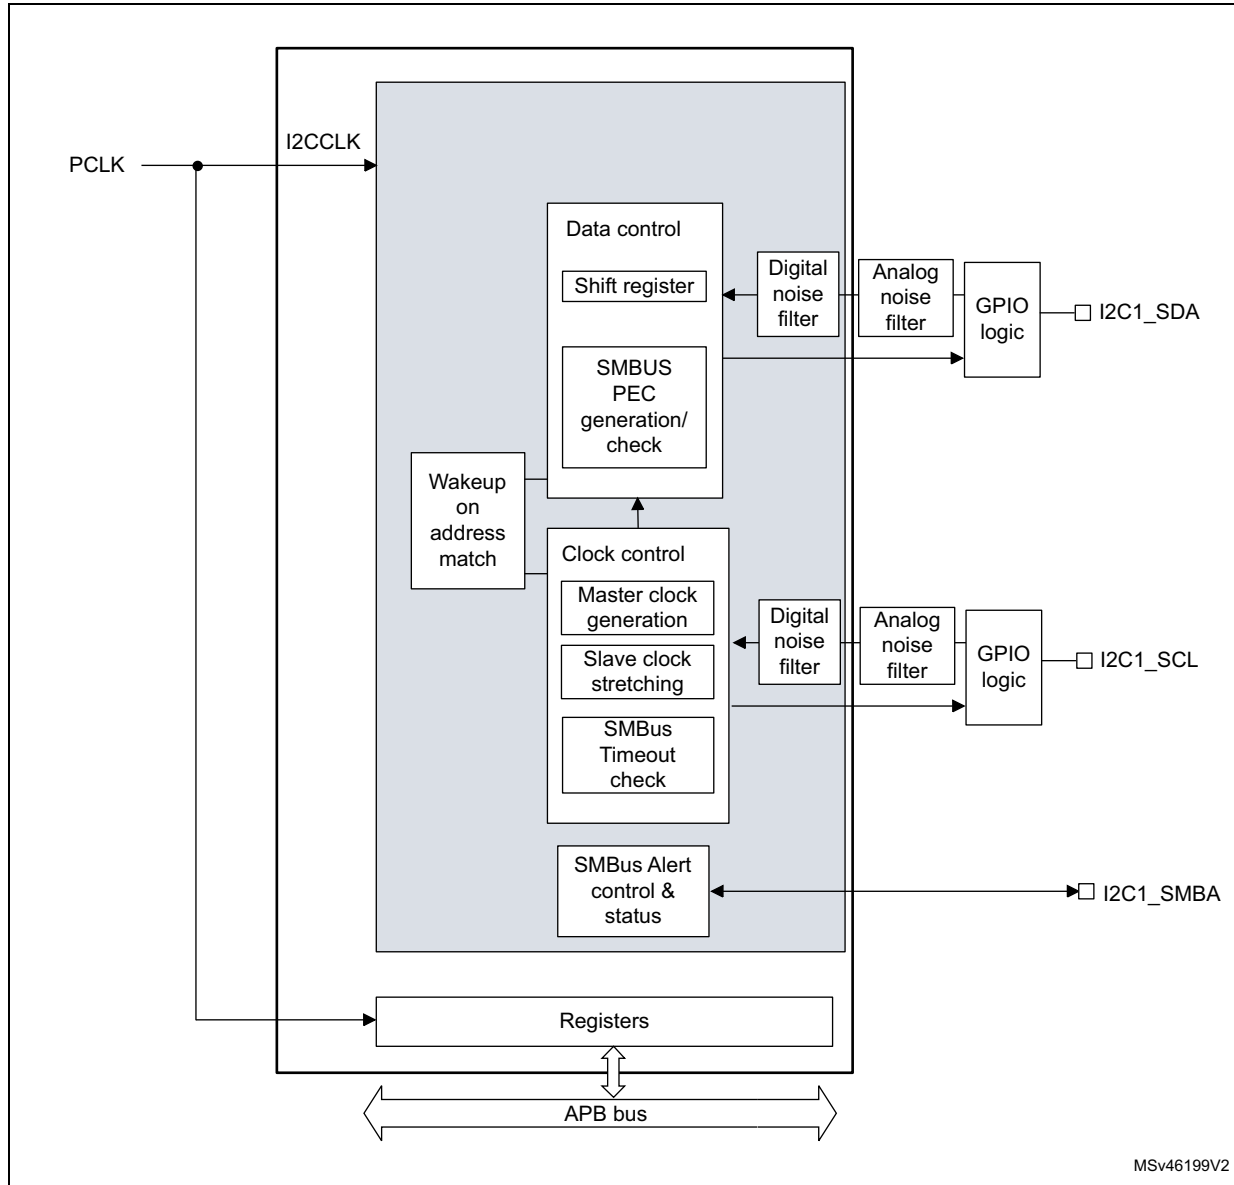 I2CCLK
PCLK
Data control
Shift register
SMBUS
PEC
generation/
check
Digital
noise
filter
Analog
noise
filter
GPIO
logic
I2C1_SDA
Wakeup
on
address
match
Clock control
Master clock
generation
Slave clock
stretching
SMBus
Timeout
check
Digital
noise
filter
Analog
noise
filter
GPIO
logic
I2C1_SCL
SMBus Alert
control &
status
I2C1_SMBA
Registers
APB bus
MSv46199V2